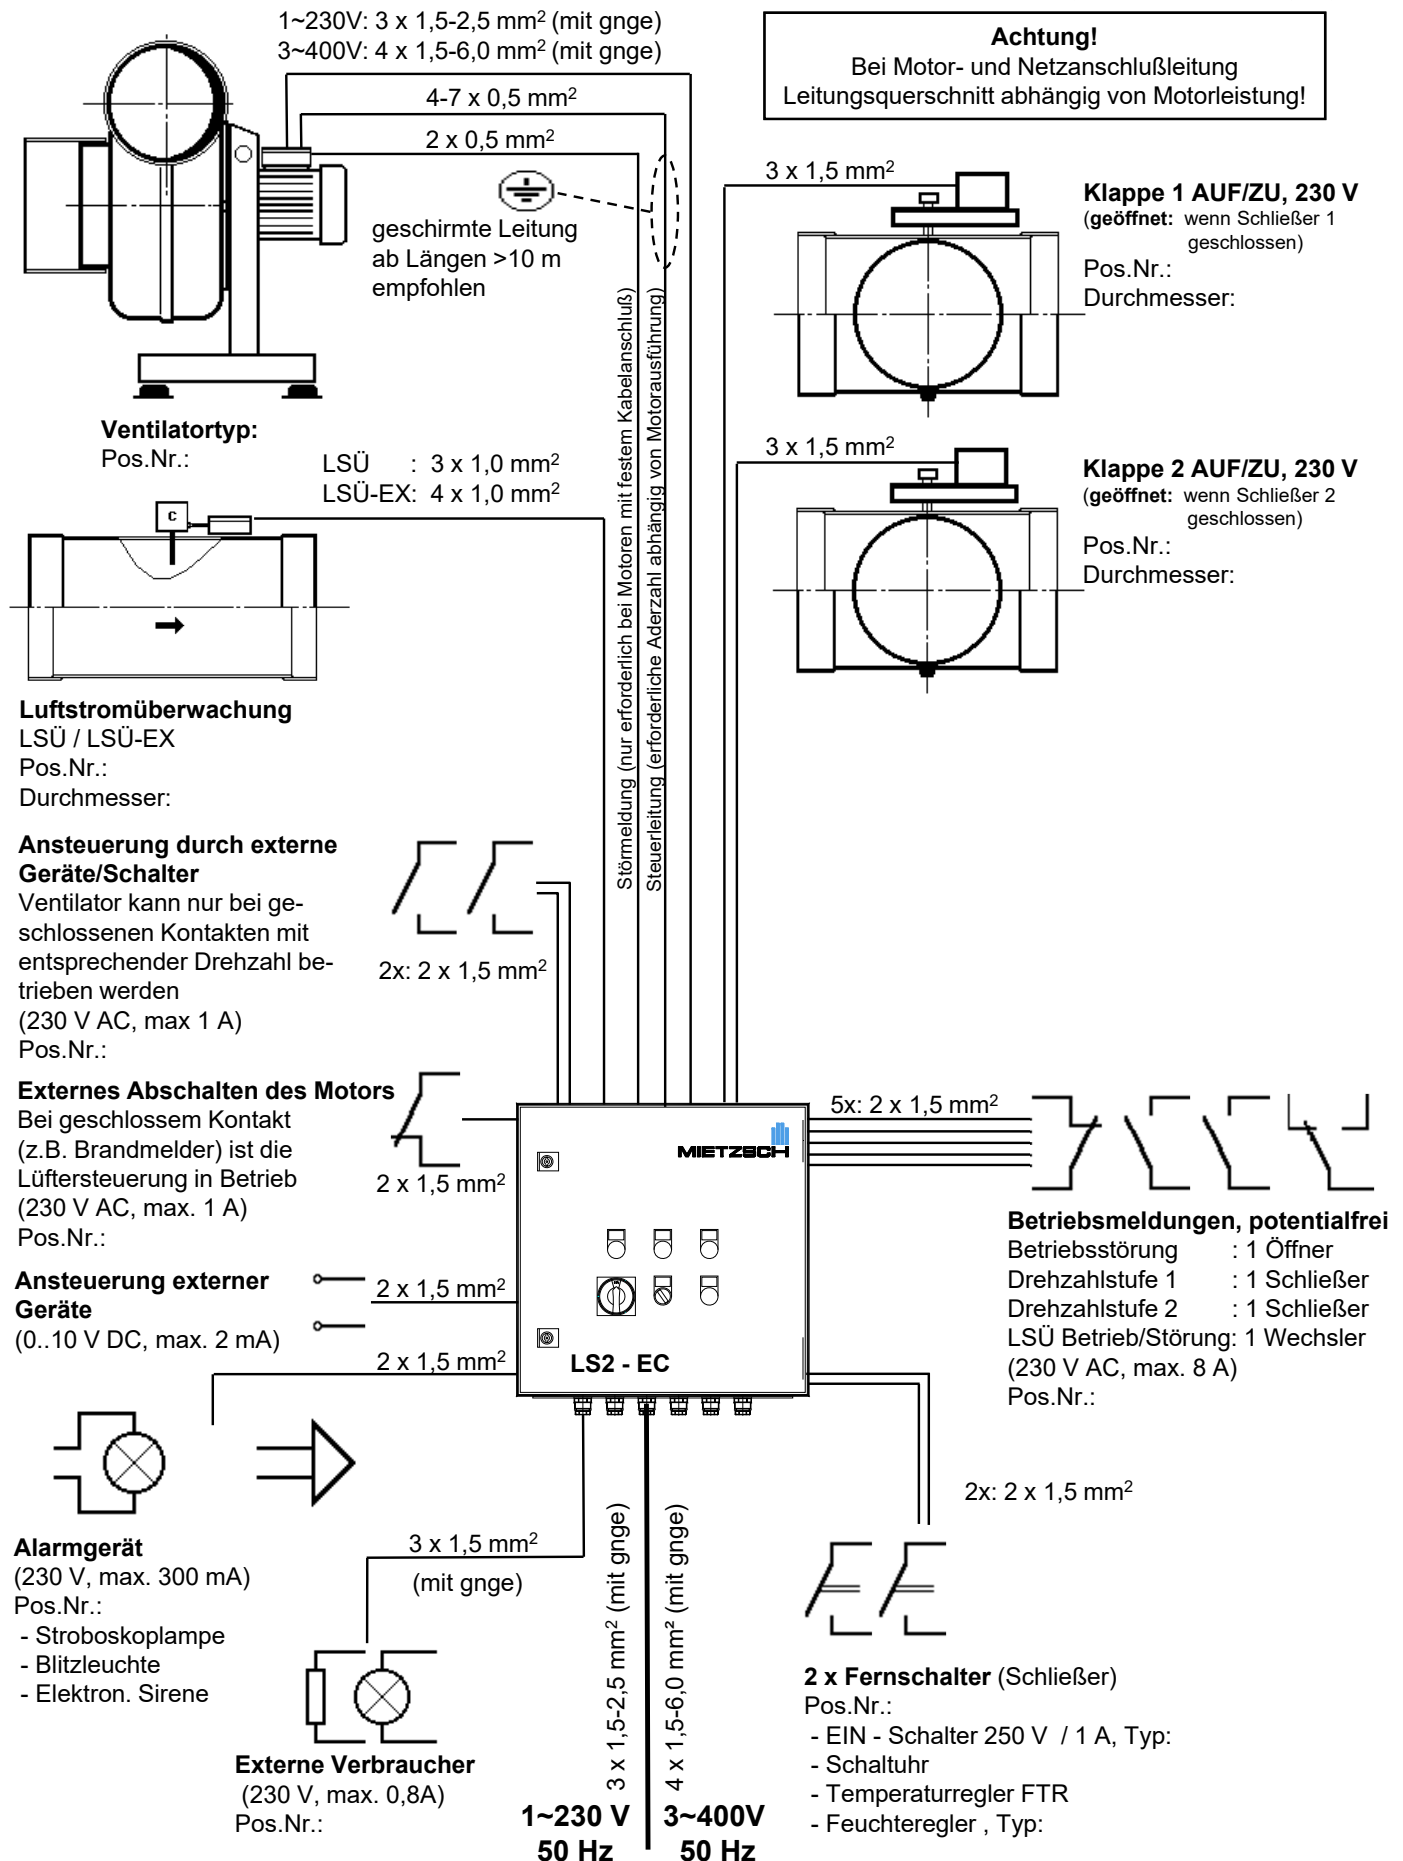 1~230V: 3 x 1,5-2,5 mm² (mit gnge)
3~400V: 4 x 1,5-6,0 mm² (mit gnge)
4-7 x 0,5 mm²
2 x 0,5 mm²
geschirmte Leitung
ab Längen >10 m
empfohlen
Achtung!
Bei Motor- und Netzanschlußleitung
Leitungsquerschnitt abhängig von Motorleistung!
3 x 1,5 mm²
Klappe 1 AUF/ZU, 230 V
(geöffnet: wenn Schließer 1
geschlossen)
Pos.Nr.:
Durchmesser:
Ventilatortyp:
Pos.Nr.:
LSÜ : 3 x 1,0 mm²
LSÜ-EX: 4 x 1,0 mm²
C
3 x 1,5 mm²
Klappe 2 AUF/ZU, 230 V
(geöffnet: wenn Schließer 2
geschlossen)
Pos.Nr.:
Durchmesser:
Störmeldung (nur erforderlich bei Motoren mit festem Kabelanschluß)
Steuerleitung (erforderliche Aderzahl abhängig von Motorausführung)
Luftstromüberwachung
LSÜ / LSÜ-EX
Pos.Nr.:
Durchmesser:
Ansteuerung durch externe
Geräte/Schalter
Ventilator kann nur bei ge-
schlossenen Kontakten mit
entsprechender Drehzahl be-
trieben werden
(230 V AC, max 1 A)
Pos.Nr.:
2x: 2 x 1,5 mm²
Externes Abschalten des Motors
Bei geschlossem Kontakt
(z.B. Brandmelder) ist die
Lüftersteuerung in Betrieb
(230 V AC, max. 1 A)
Pos.Nr.:
2 x 1,5 mm²
Ansteuerung externer
Geräte
(0..10 V DC, max. 2 mA)
2 x 1,5 mm²
2 x 1,5 mm²
MIETZSCH
LS2 - EC
5x: 2 x 1,5 mm²
Betriebsmeldungen, potentialfrei
Betriebsstörung : 1 Öffner
Drehzahlstufe 1 : 1 Schließer
Drehzahlstufe 2 : 1 Schließer
LSÜ Betrieb/Störung: 1 Wechsler
(230 V AC, max. 8 A)
Pos.Nr.:
Alarmgerät
(230 V, max. 300 mA)
Pos.Nr.:
- Stroboskoplampe
- Blitzleuchte
- Elektron. Sirene
3 x 1,5 mm²
(mit gnge)
Externe Verbraucher
(230 V, max. 0,8A)
Pos.Nr.:
3 x 1,5-2,5 mm² (mit gnge)
4 x 1,5-6,0 mm² (mit gnge)
1~230 V
50 Hz
3~400V
50 Hz
2x: 2 x 1,5 mm²
2 x Fernschalter (Schließer)
Pos.Nr.:
- EIN - Schalter 250 V / 1 A, Typ:
- Schaltuhr
- Temperaturregler FTR
- Feuchteregler , Typ: